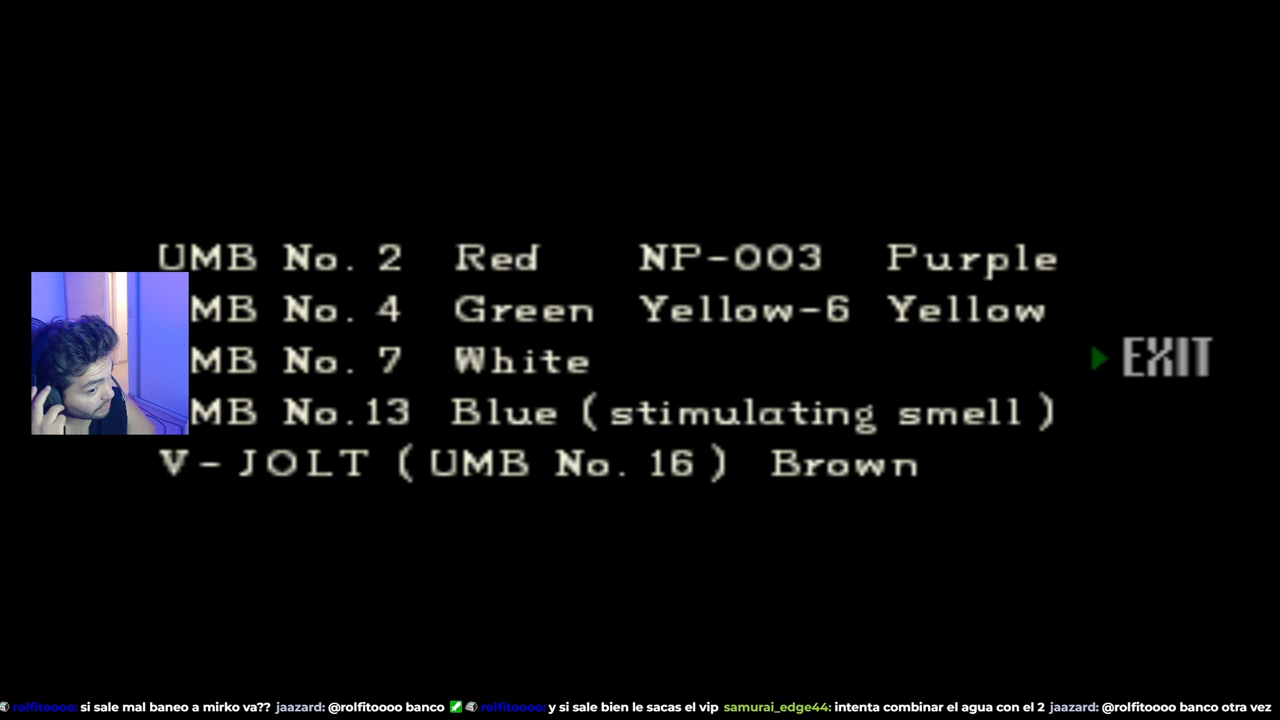 UMB No. 2 Red NP-003 Purple
MB No. 4 Green Yellow-6 Yellow
MB No. 7 White
EXIT
MB No.13 Blue (stimulating smell)
V-JOLT (UMB No. 16) Brown
rolfitoooo: si sale mal baneo a mirko va?? jaazard: @rolfitoooo banco rolfitoooo: y si sale bien le sacas el vip samurai_edge44: intenta combinar el agua con el 2 jaazard: @rolfitoooo banco otra vez